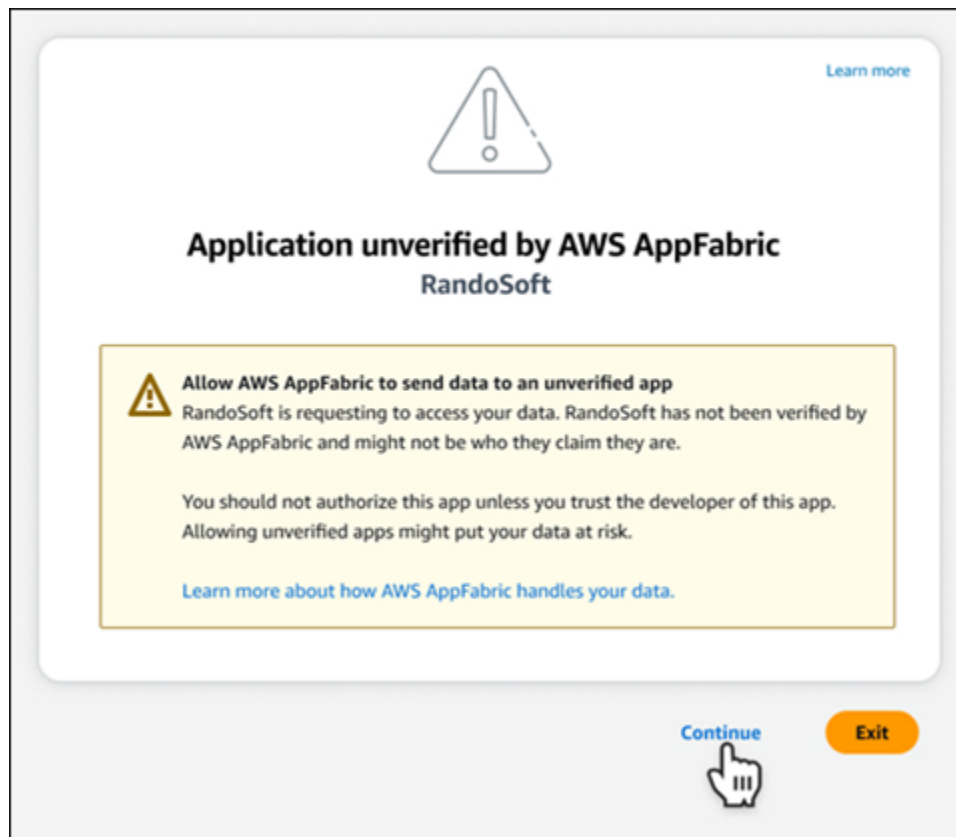 Learn more
Application unverified by AWS AppFabric
RandoSoft
Allow AWS AppFabric to send data to an unverified app
RandoSoft is requesting to access your data. RandoSoft has not been verified by
AWS AppFabric and might not be who they claim they are.
You should not authorize this app unless you trust the developer of this app.
Allowing unverified apps might put your data at risk.
Learn more about how AWS AppFabric handles your data.
Continue
Exit